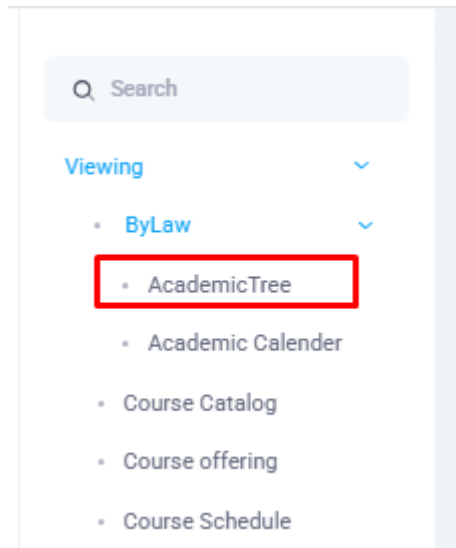 Search
Viewing
ByLaw
AcademicTree
Academic Calender
Course Catalog
Course offering
Course Schedule